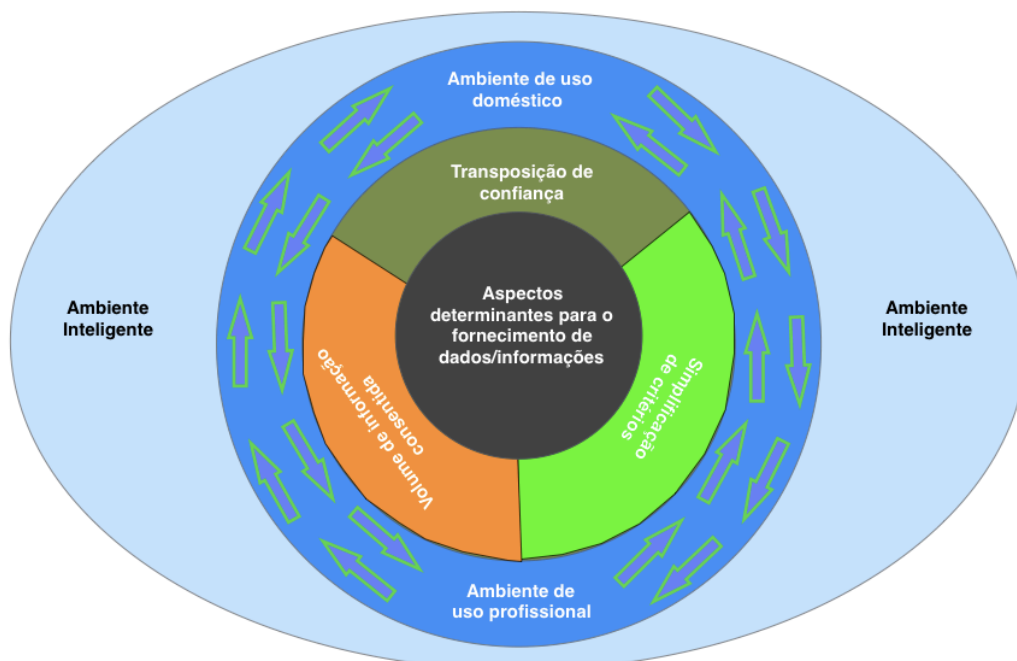 Ambiente de uso
doméstico
Transposição de
confiança
Ambiente
Inteligente
Aspectos
determinantes para o
fornecimento de
dados/informações
Ambiente
Inteligente
Volume de informação
consentida
Simplificação
de critérios
Ambiente de
uso profissional